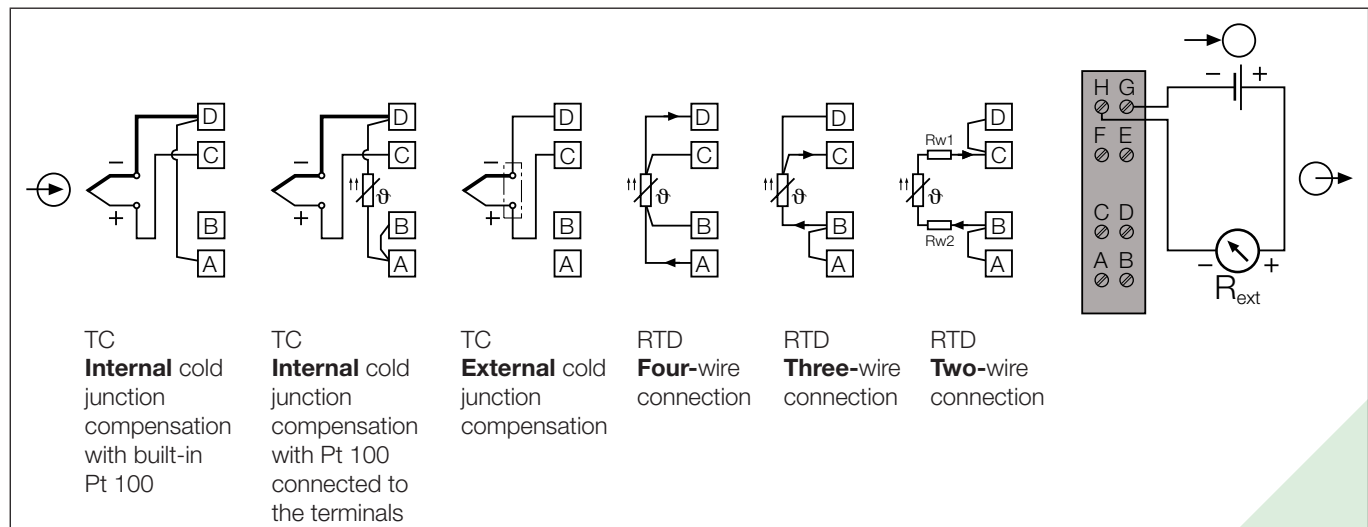 − +
H G
D D D D D D
F E
C C C C C C
Rw1
−
−
−
ϑ ϑ ϑ ϑ
+
+
+
B B B B B B
Rw2
A A A A A A
C D
A B
− +
Rext
TC
Internal cold
junction
compensation
with built-in
Pt 100
TC
Internal cold
junction
compensation
with Pt 100
connected to
the terminals
TC
External cold
junction
compensation
RTD
Four-wire
connection
RTD
Three-wire
connection
RTD
Two-wire
connection